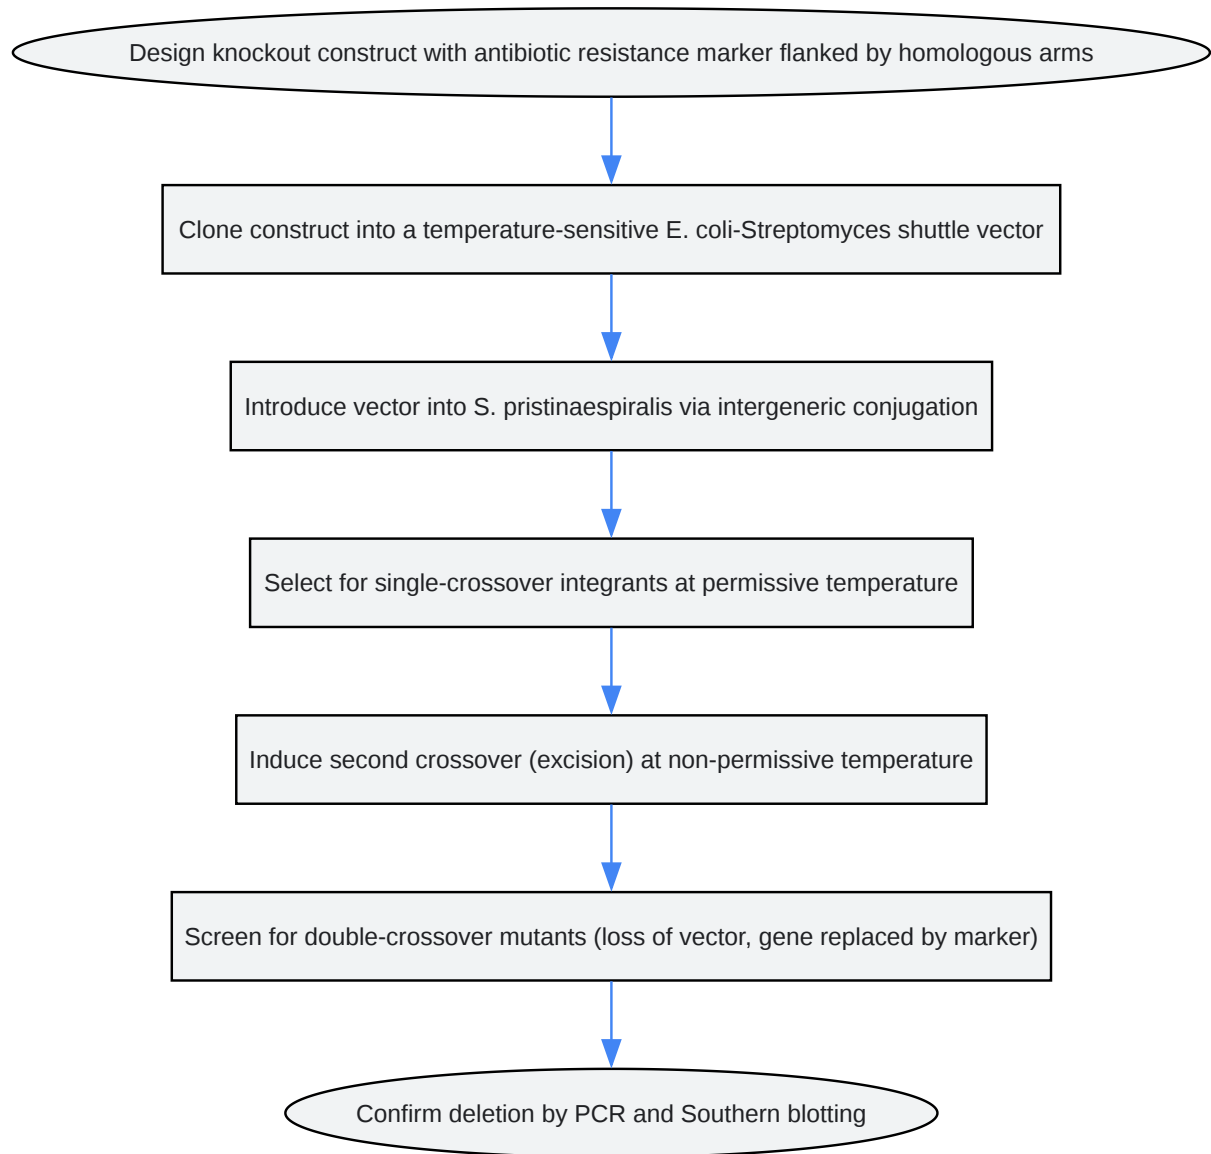 Design knockout construct with antibiotic resistance marker flanked by homologous arms
Clone construct into a temperature-sensitive E. coli-Streptomyces shuttle vector
Introduce vector into S. pristinaespiralis via intergeneric conjugation
Select for single-crossover integrants at permissive temperature
Induce second crossover (excision) at non-permissive temperature
Screen for double-crossover mutants (loss of vector, gene replaced by marker)
Confirm deletion by PCR and Southern blotting